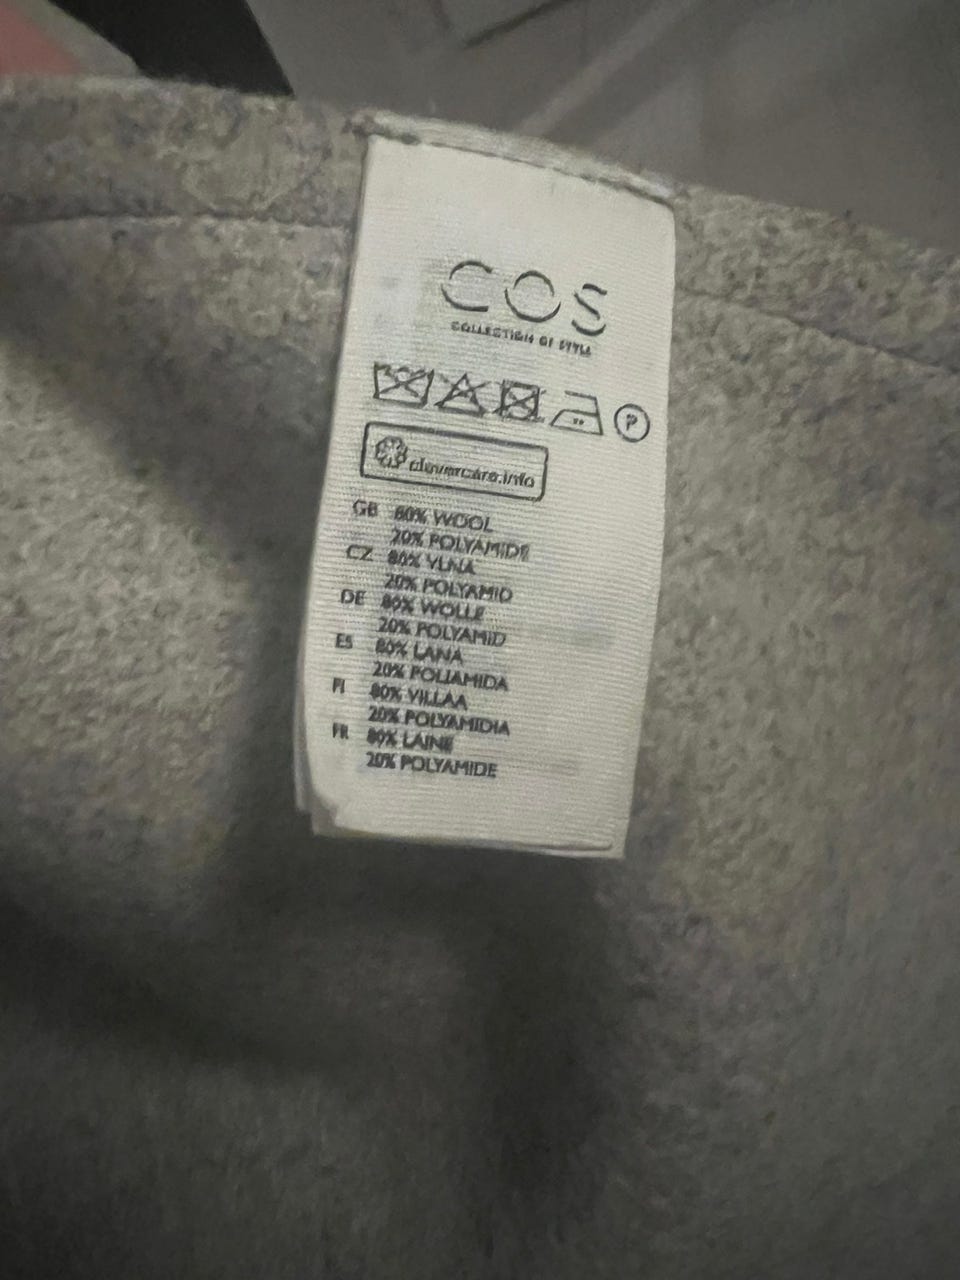 COS
COLLECTION OF STYLE
P
clevercare.info
GB 80% WOOL
20% POLYAMIDE
CZ 80% VLNA
20% POLYAMID
DE 80% WOLLE
20% POLYAMID
ES 80% LANA
20% POLIAMIDA
FI 80% VILLAA
20% POLYAMIDIA
FR 80% LAINE
20% POLYAMIDE